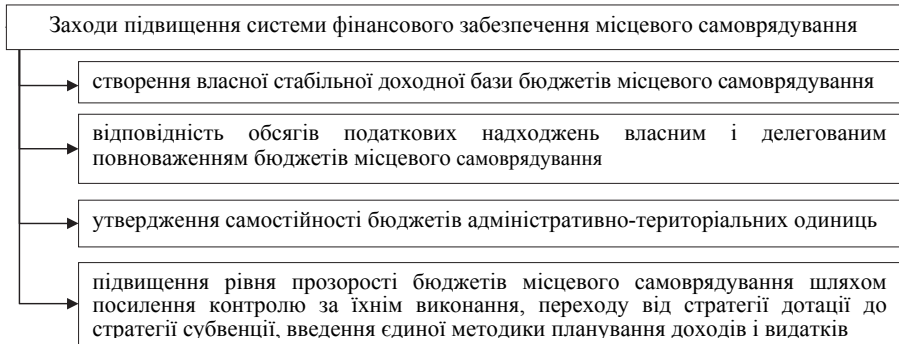 Заходи підвищення системи фінансового забезпечення місцевого самоврядування
створення власної стабільної доходної бази бюджетів місцевого самоврядування
відповідність обсягів податкових надходжень власним і делегованим
повноваженням бюджетів місцевого самоврядування
утвердження самостійності бюджетів адміністративно-територіальних одиниць
підвищення рівня прозорості бюджетів місцевого самоврядування шляхом
посилення контролю за їхнім виконання, переходу від стратегії дотації до
стратегії субвенції, введення єдиної методики планування доходів і видатків